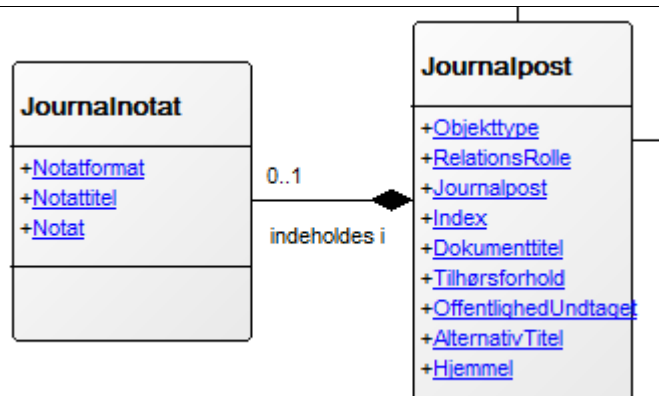 Journalnotat
+Notatformat
+Notattitel
+Notat
0..1
indeholdes i
Journalpost
+Objekttype
+RelationsRolle
+Journalpost
+Index
+Dokumenttitel
+Tilhørsforhold
+OffentlighedUndtaget
+AlternativTitel
+Hjemmel